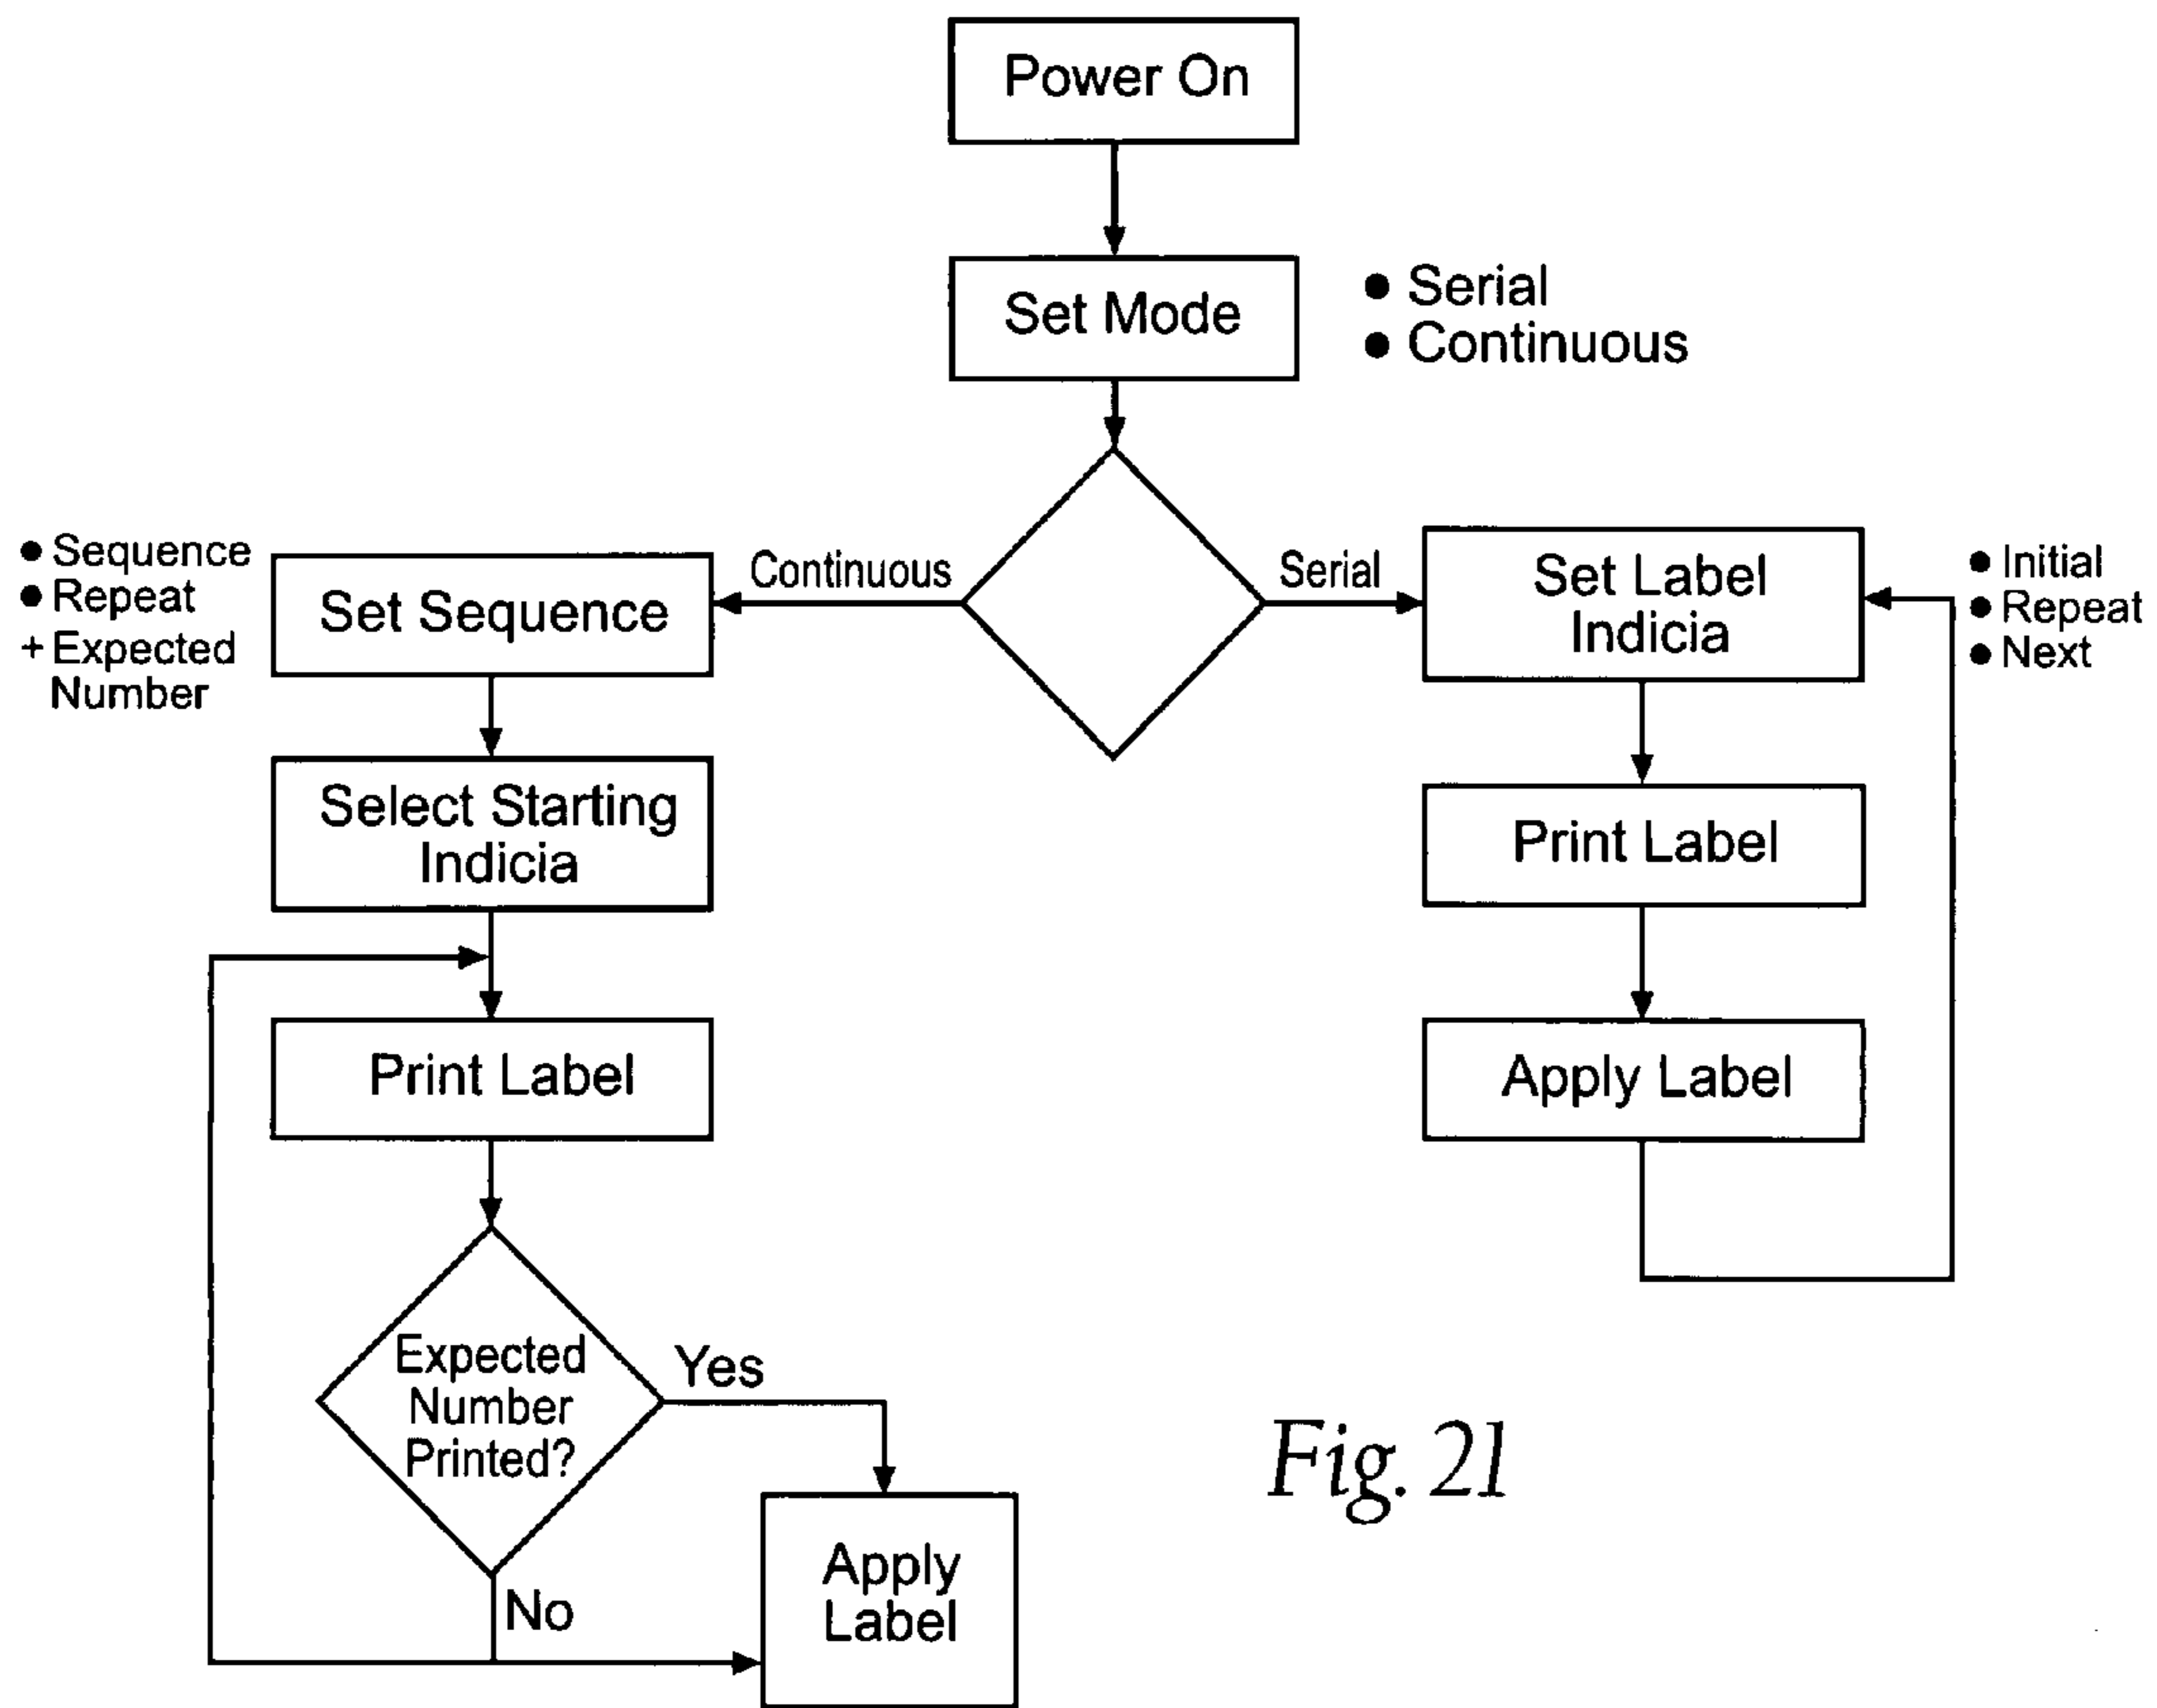 Power On
Set Mode
● Serial
● Continuous
● Sequence
● Repeat
+ Expected
Number
Set Sequence
Continuous
Serial
Set Label
Indicia
● Initial
● Repeat
● Next
Select Starting
Indicia
Print Label
Print Label
Apply Label
Expected
Number
Printed?
Yes
No
Apply
Label
Fig. 21